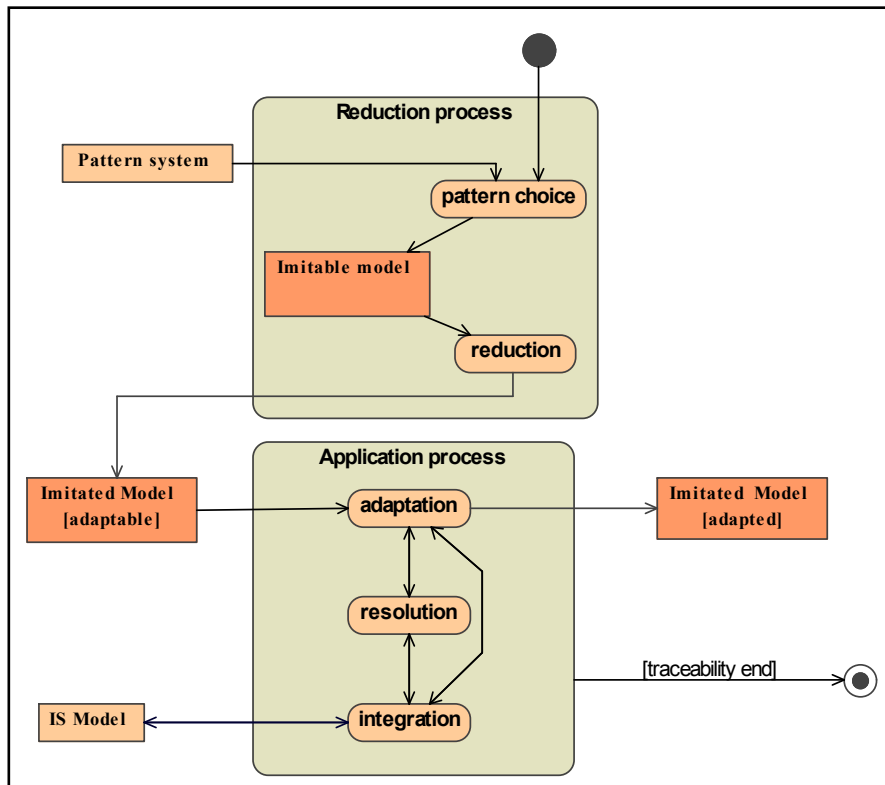 Reduction process
Pattern system
pattern choice
Imitable model
reduction
Application process
Imitated Model
[adaptable]
adaptation
Imitated Model
[adapted]
resolution
[traceability end]
IS Model
integration